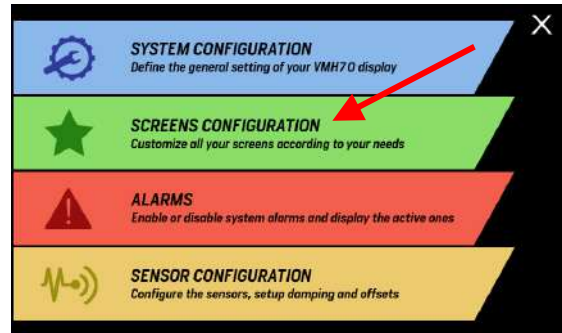 X
SYSTEM CONFIGURATION
Define the general setting of your VMH70 display
SCREENS CONFIGURATION
Customize all your screens according to your needs
ALARMS
Enable or disable system alarms and display the active ones
SENSOR CONFIGURATION
Configure the sensors, setup damping and offsets